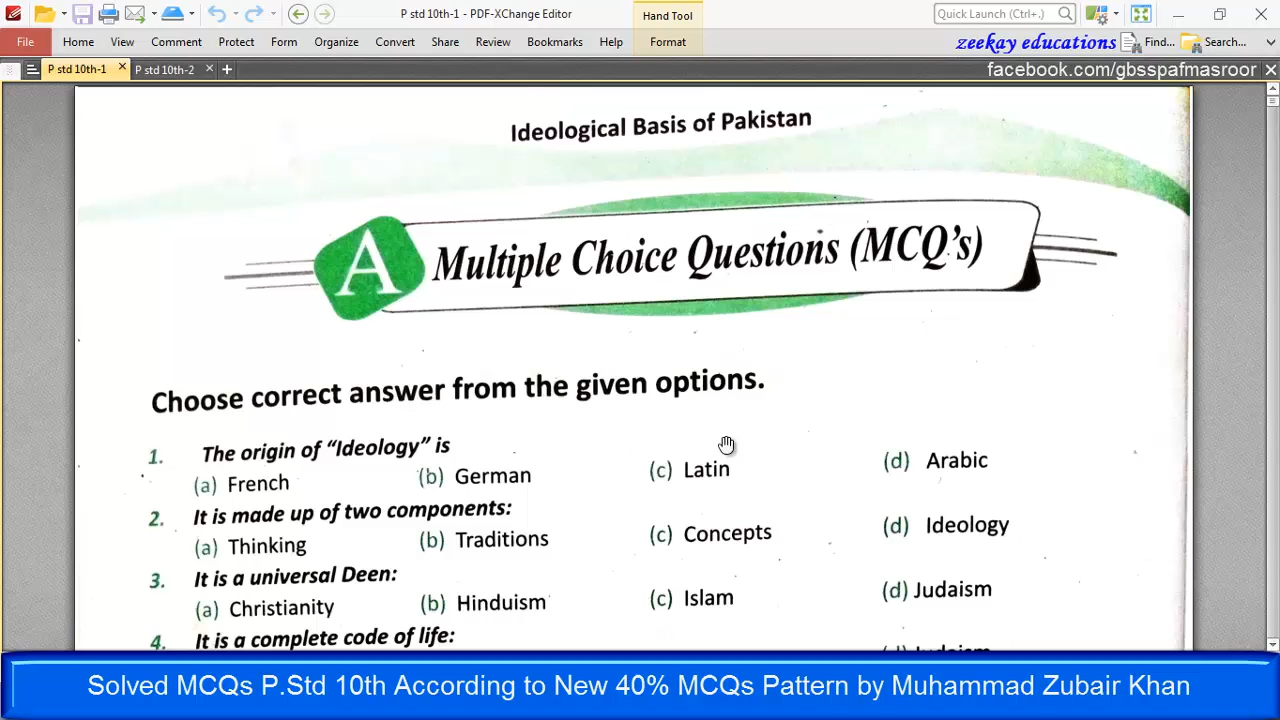 P std 10th-1 - PDF-XChange Editor
Hand Tool
Quick Launch (Ctrl+,)
File Home View Comment Protect Form Organize Convert Share Review Bookmarks Help Format
zeekay educations Find... Search...
P std 10th-1 P std 10th-2
facebook.com/gbsspafmasroor
Ideological Basis of Pakistan
A Multiple Choice Questions (MCQ's)
Choose correct answer from the given options.
1. The origin of “Ideology” is
(a) French (b) German (c) Latin (d) Arabic
2. It is made up of two components:
(a) Thinking (b) Traditions (c) Concepts (d) Ideology
3. It is a universal Deen:
(a) Christianity (b) Hinduism (c) Islam (d) Judaism
4. It is a complete code of life:
Solved MCQs P.Std 10th According to New 40% MCQs Pattern by Muhammad Zubair Khan